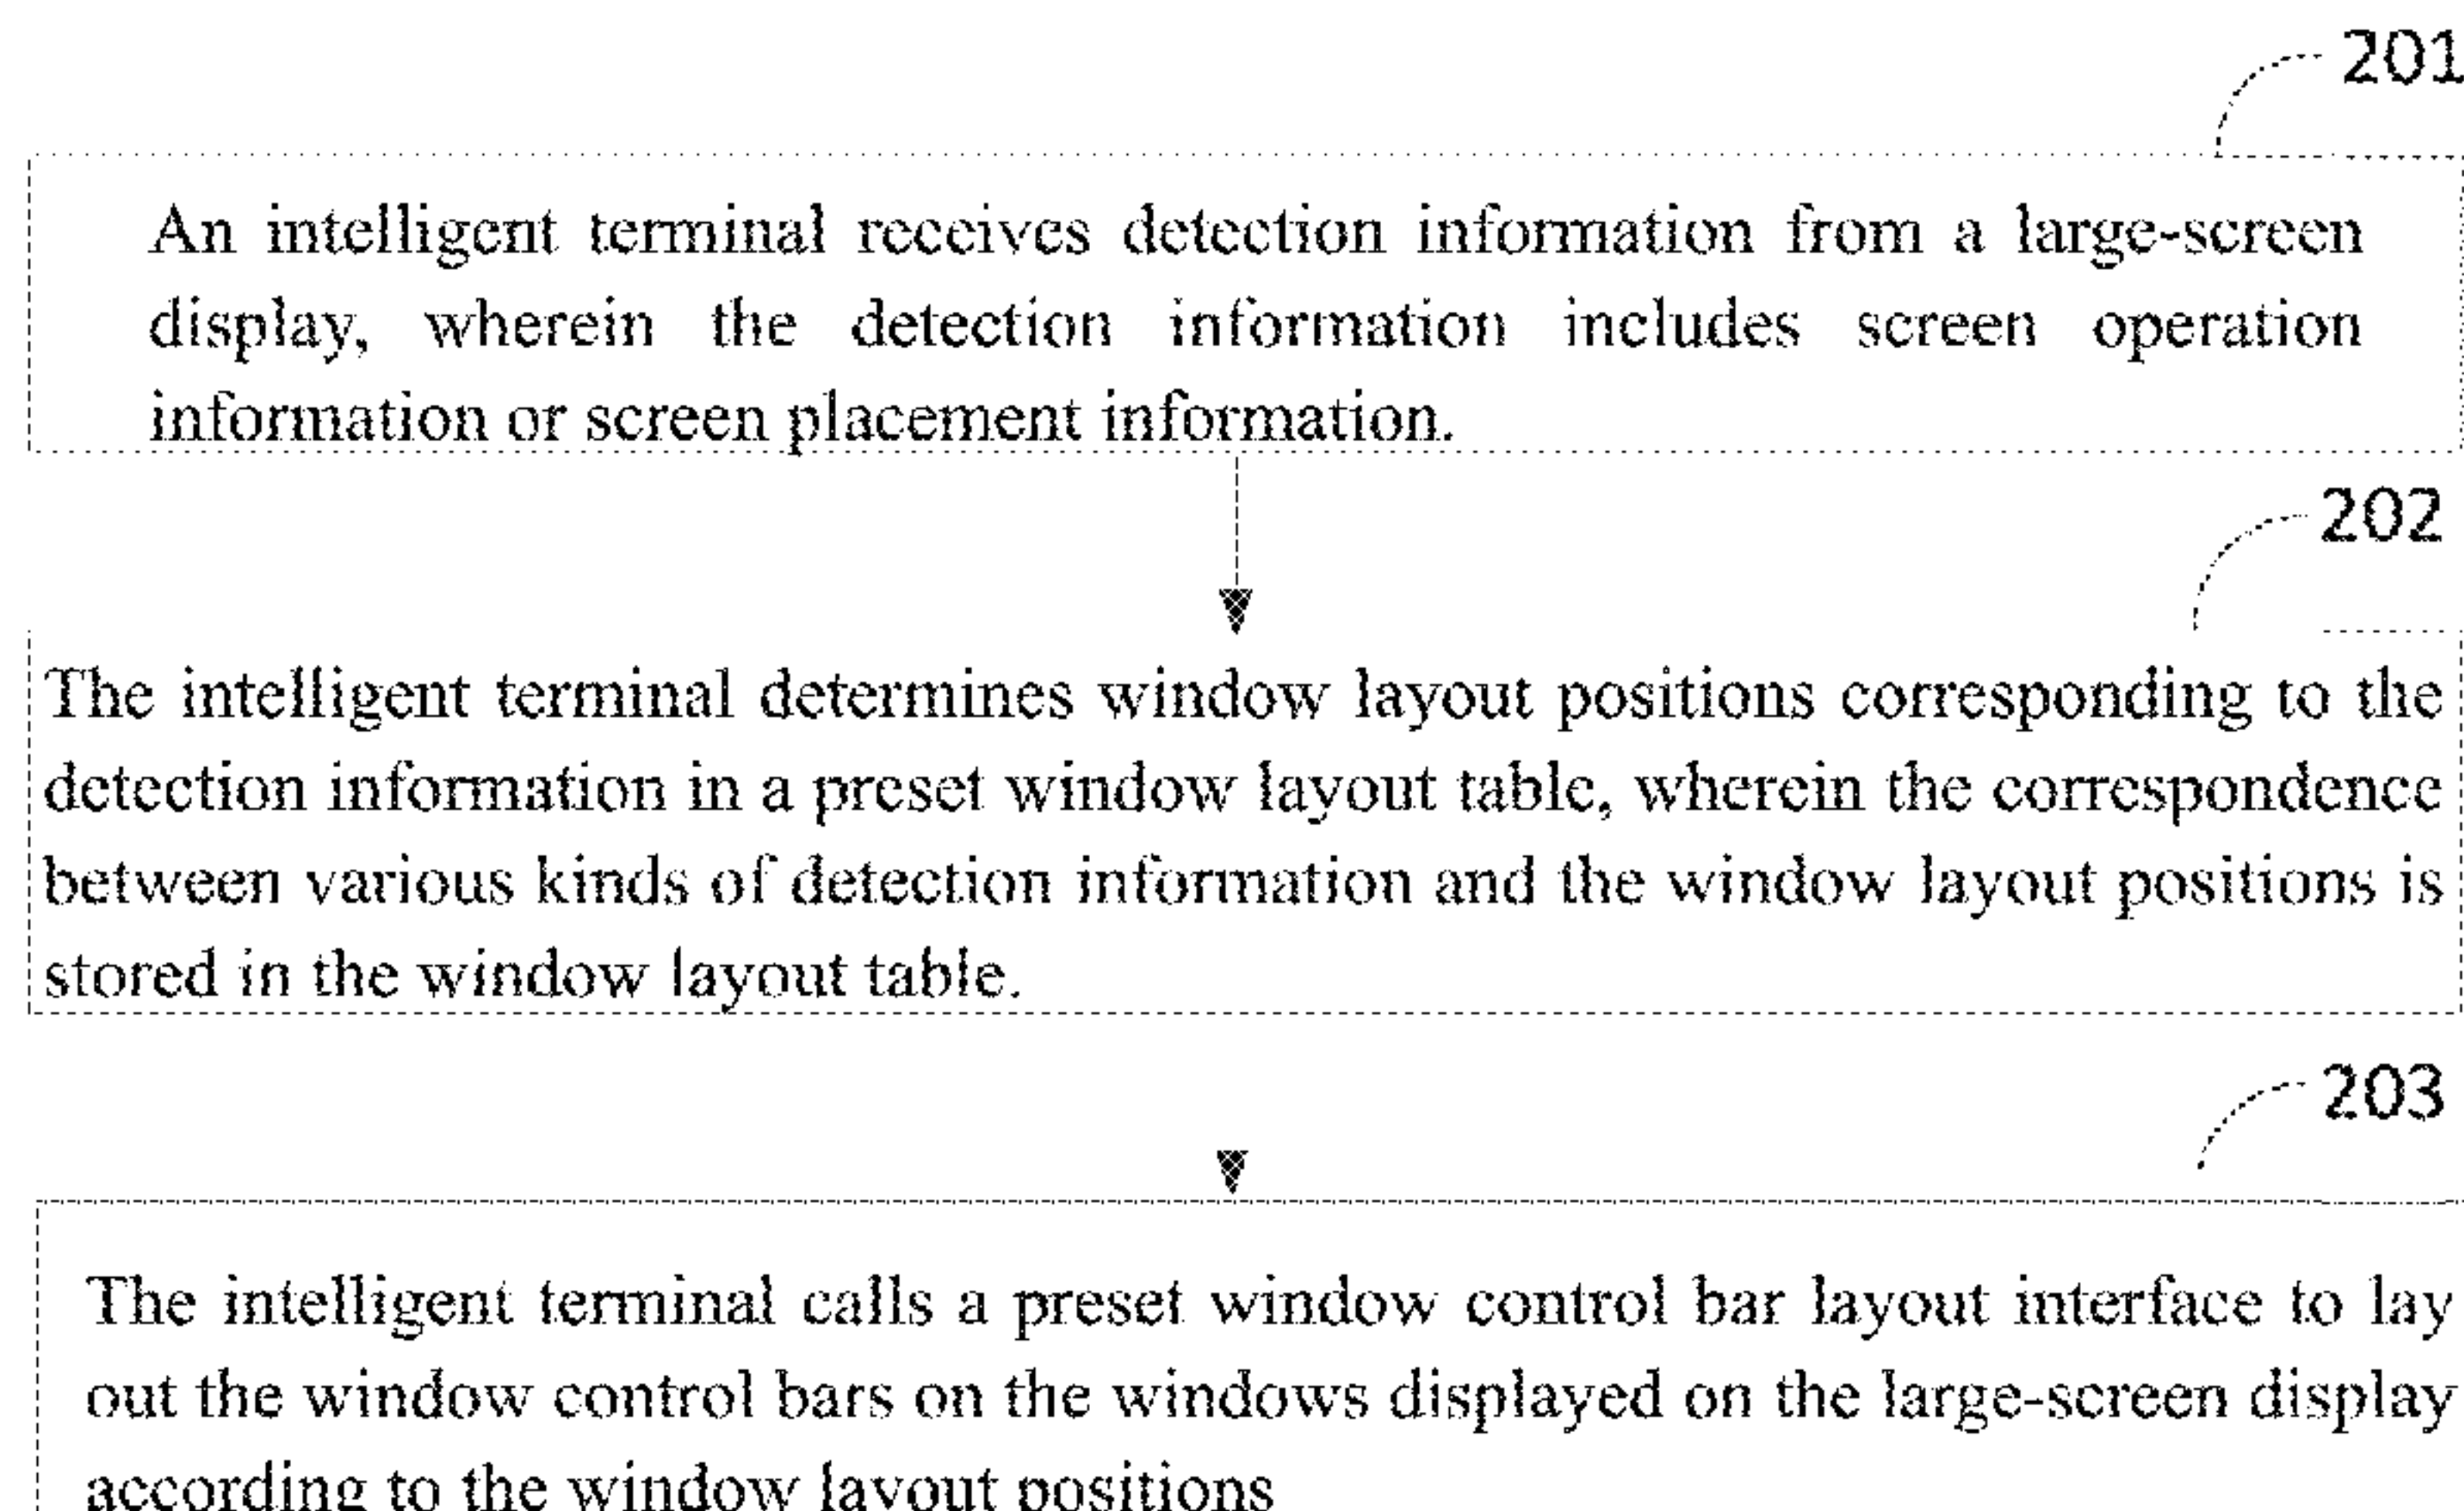 201
An intelligent terminal receives detection information from a large-screen
display, wherein the detection information includes screen operation
information or screen placement information.
202
The intelligent terminal determines window layout positions corresponding to the
detection information in a preset window layout table, wherein the correspondence
between various kinds of detection information and the window layout positions is
stored in the window layout table.
203
The intelligent terminal calls a preset window control bar layout interface to lay
out the window control bars on the windows displayed on the large-screen display
according to the window layout positions